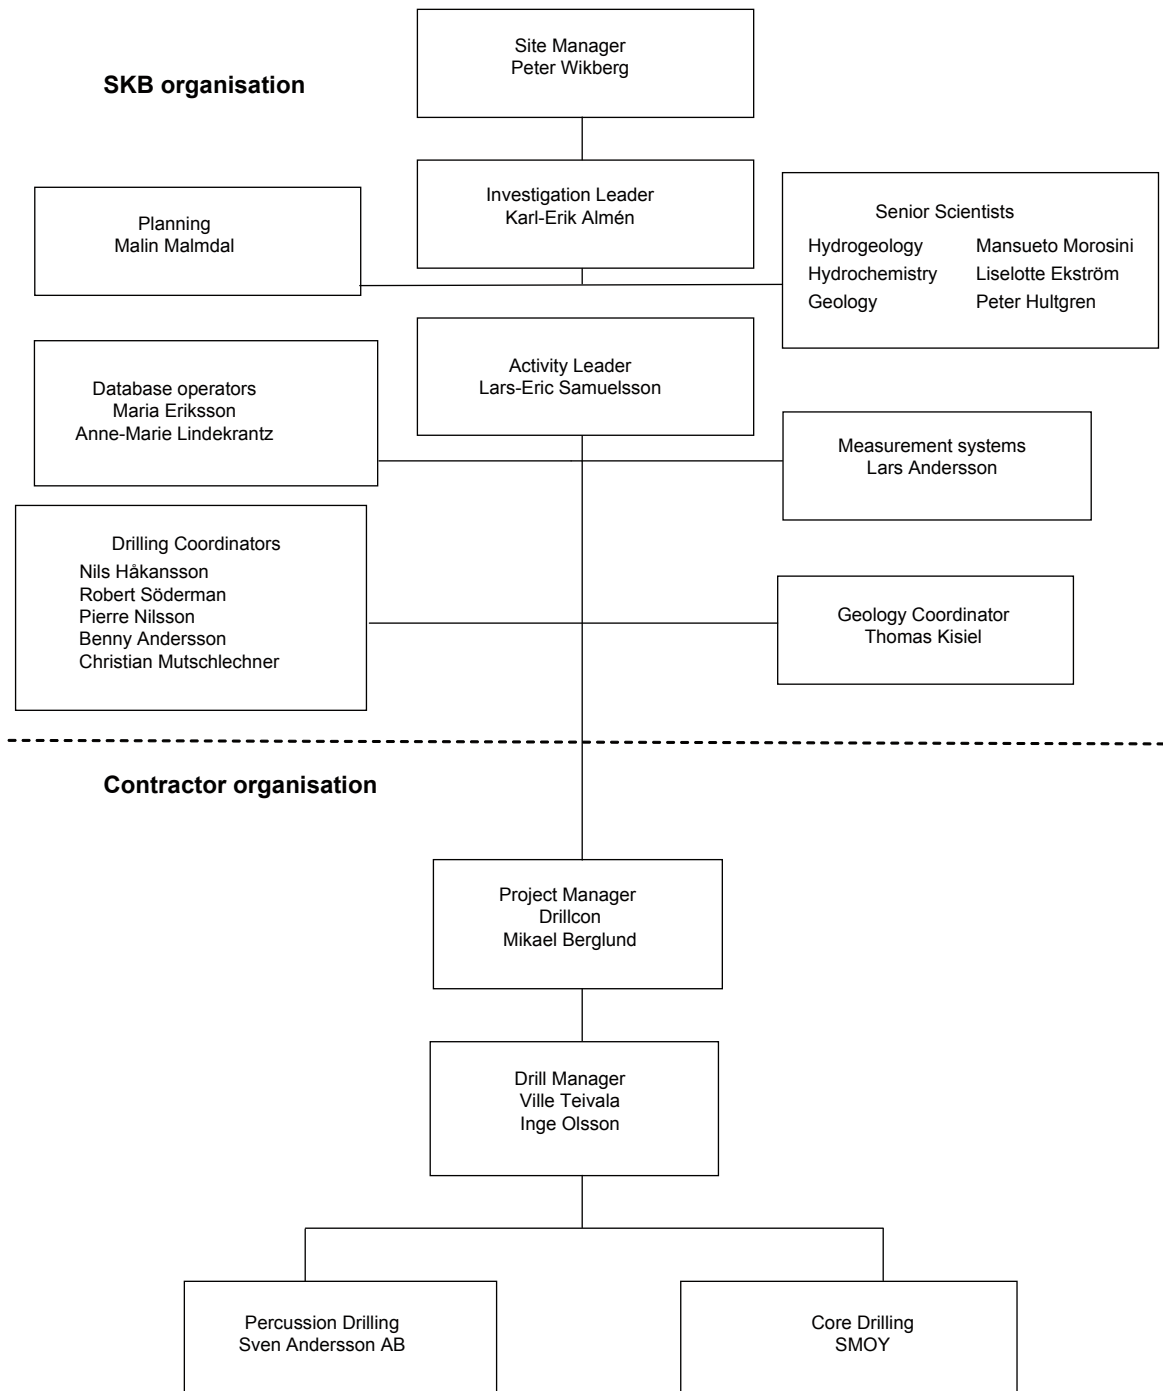 Site Manager
Peter Wikberg
SKB organisation
Investigation Leader
Karl-Erik Almén
Planning
Malin Malmdal
Senior Scientists
Hydrogeology Mansueto Morosini
Hydrochemistry Liselotte Ekström
Geology Peter Hultgren
Activity Leader
Lars-Eric Samuelsson
Database operators
Maria Eriksson
Anne-Marie Lindekrantz
Measurement systems
Lars Andersson
Drilling Coordinators
Nils Håkansson
Robert Söderman
Pierre Nilsson
Benny Andersson
Christian Mutschlechner
Geology Coordinator
Thomas Kisiel
Contractor organisation
Project Manager
Drillcon
Mikael Berglund
Drill Manager
Ville Teivala
Inge Olsson
Percussion Drilling
Sven Andersson AB
Core Drilling
SMOY